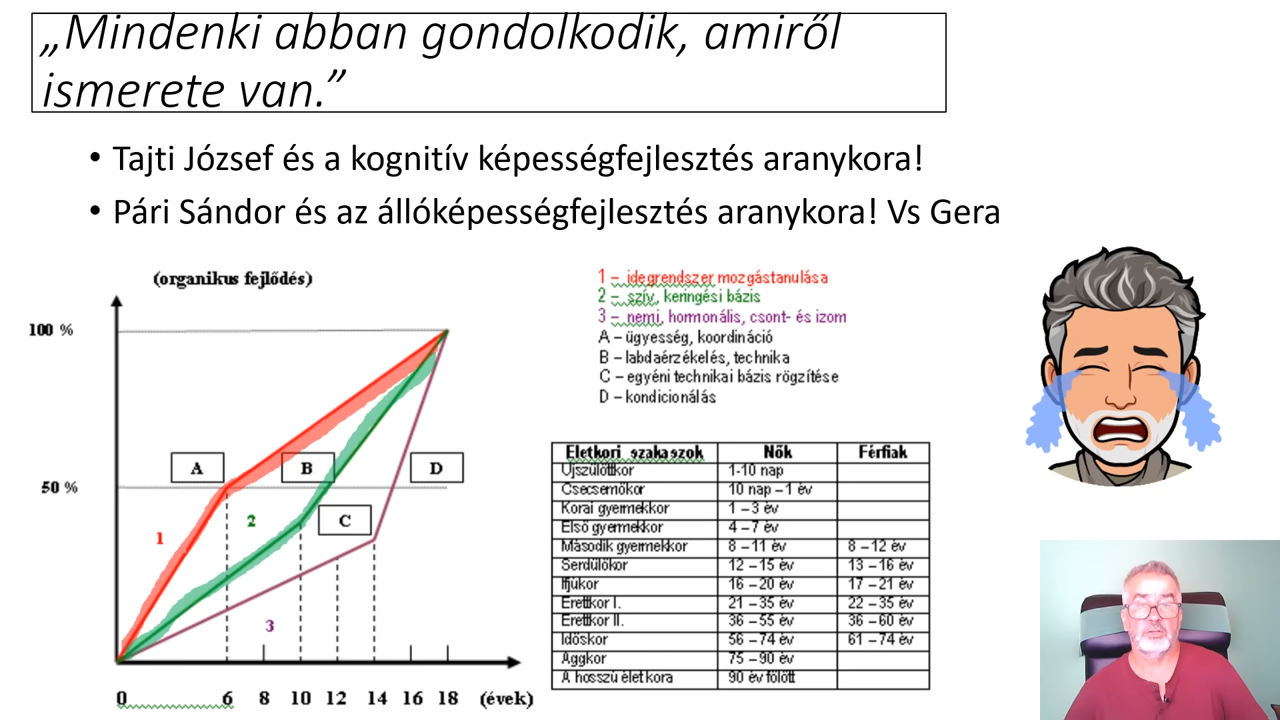 „Mindenki abban gondolkodik, amiről
ismerete van.”
• Tajti József és a kognitív képességfejlesztés aranykora!
• Pári Sándor és az állóképességfejlesztés aranykora! Vs Gera
(organikus fejlődés)
100 %
50 %
A
B
C
D
1
2
3
0 6 8 10 12 14 16 18 (évek)
1 – idegrendszer mozgástanulása
2 – szív, keringési bázis
3 – nemi, hormonális, csont- és izom
A – ügyesség, koordináció
B – labdaérzékelés, technika
C – egyéni technikai bázis rögzítése
D – kondicionálás
Életkori szakaszok Nők Férfiak
Újszülöttkor 1-10 nap
Csecsemőkor 10 nap – 1 év
Korai gyermekkor 1 – 3 év
Első gyermekkor 4 – 7 év
Második gyermekkor 8 – 11 év 8 – 12 év
Serdülőkor 12 – 15 év 13 – 16 év
Ifjúkor 16 – 20 év 17 – 21 év
Érettkor I. 21 – 35 év 22 – 35 év
Érettkor II. 36 – 55 év 36 – 60 év
Időskor 56 – 74 év 61 – 74 év
Aggkor 75 – 90 év
A hosszú élet kora 90 év fölött